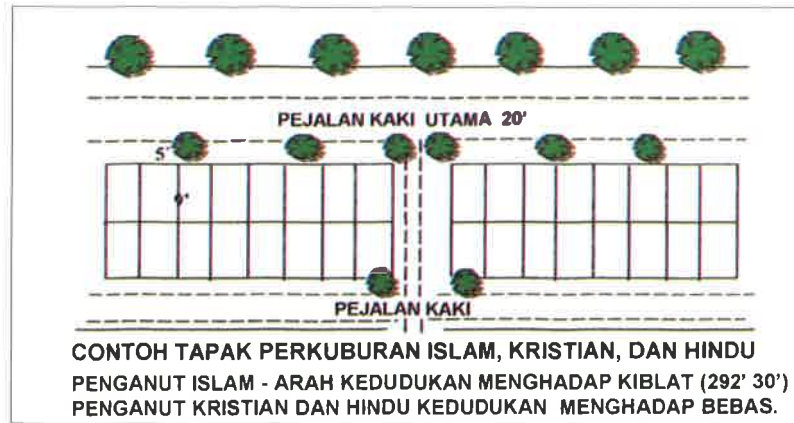 PEJALAN KAKI UTAMA 20'
5'
9'
PEJALAN KAKI
CONTOH TAPAK PERKUBURAN ISLAM, KRISTIAN, DAN HINDU
PENGANUT ISLAM - ARAH KEDUDUKAN MENGHADAP KIBLAT (292' 30')
PENGANUT KRISTIAN DAN HINDU KEDUDUKAN MENGHADAP BEBAS.